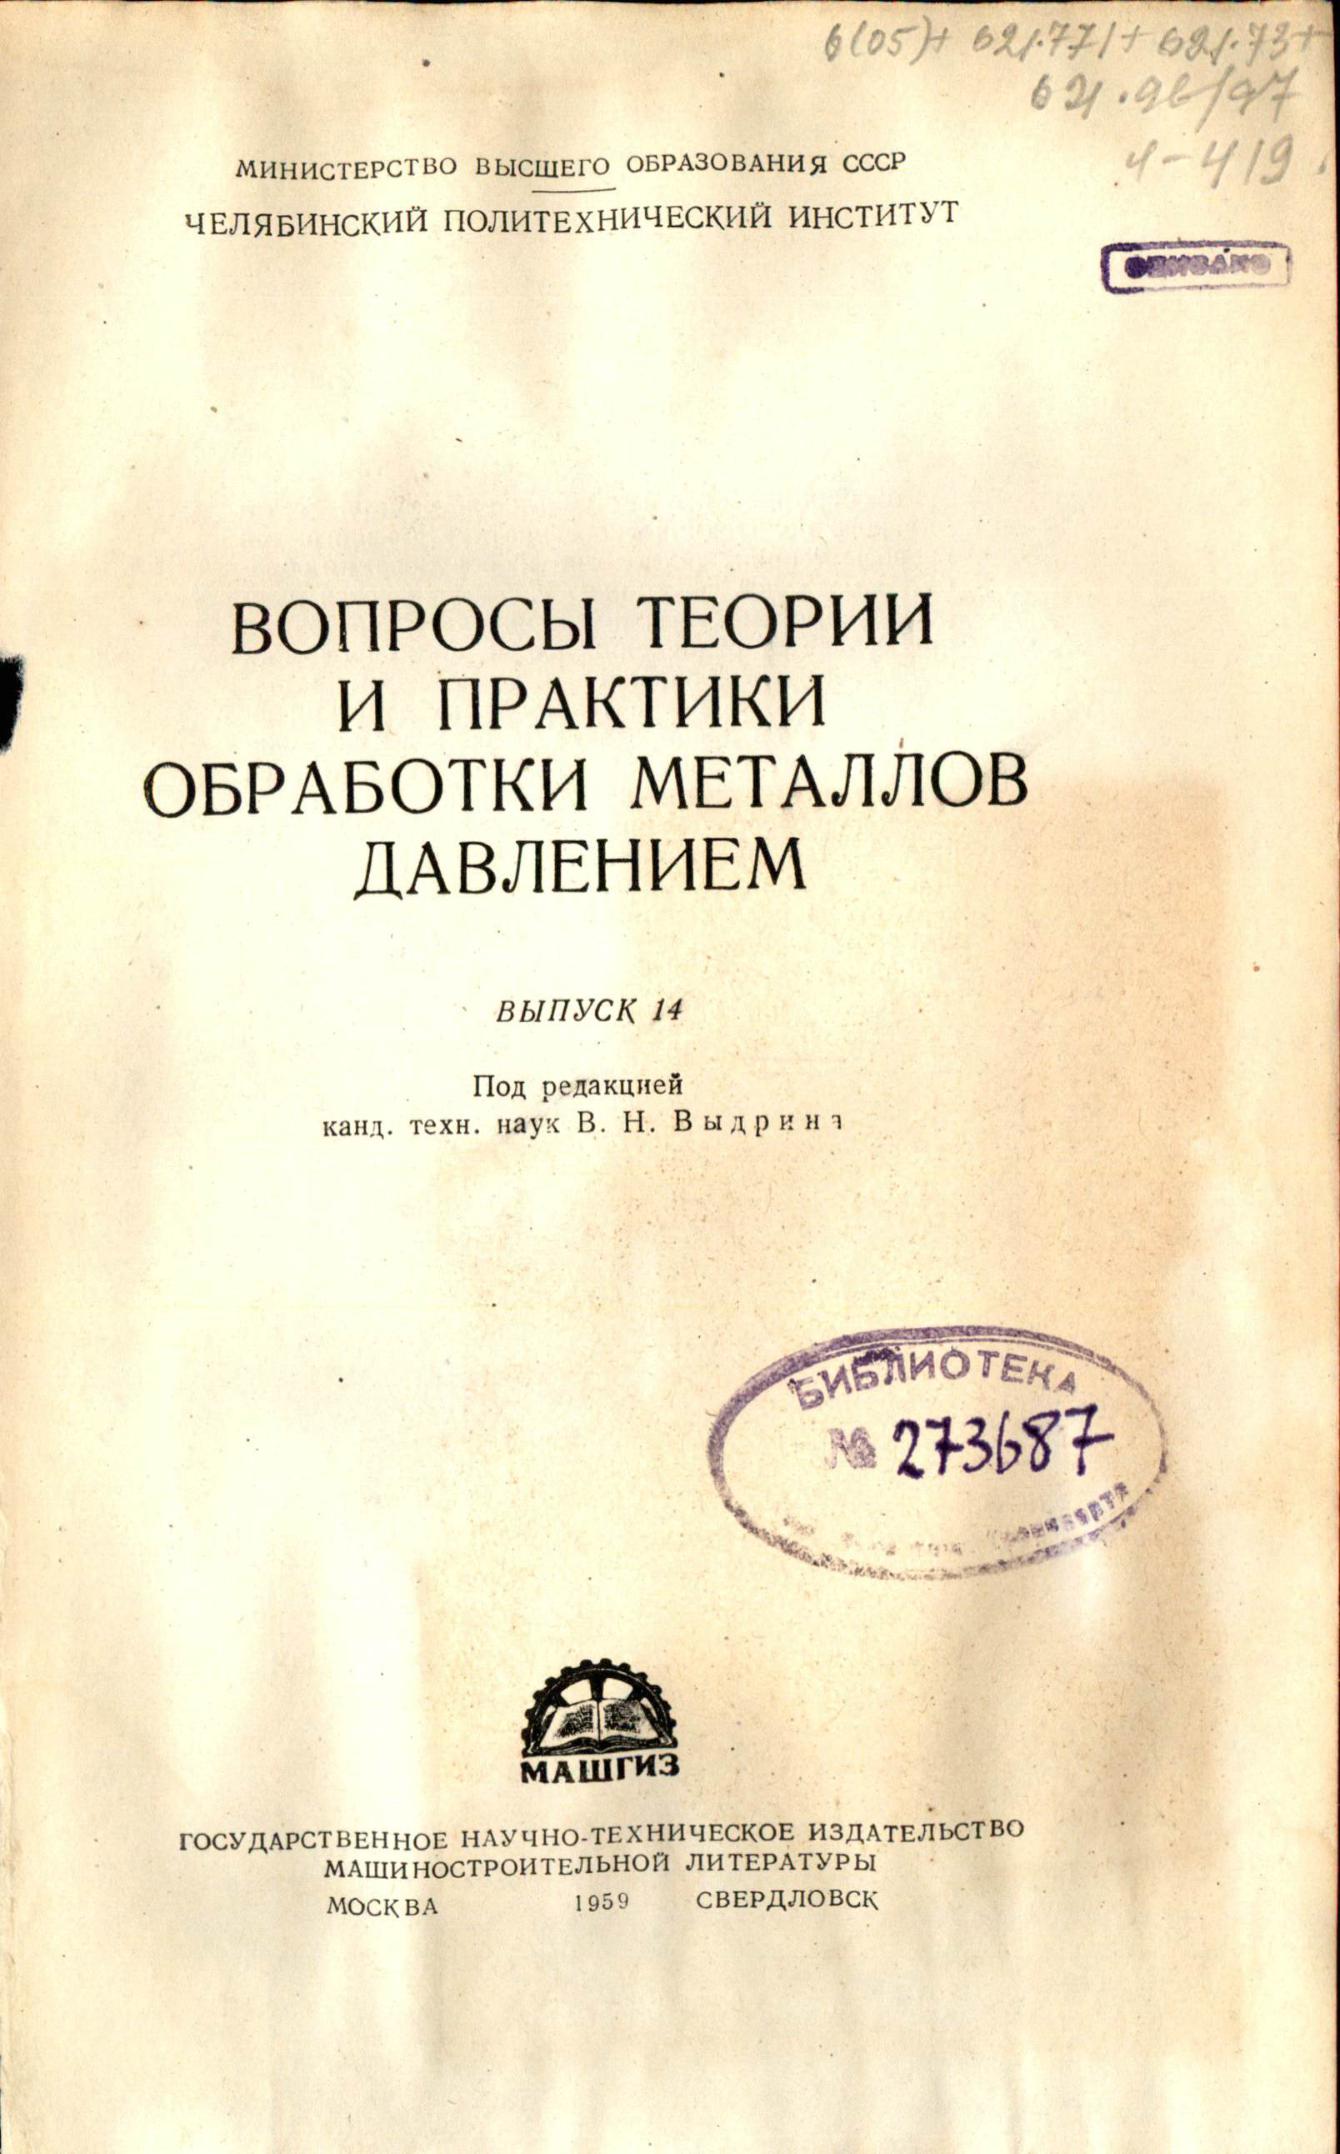 6(05)+ 621.771+ 621.73+
621.96/97
Ч-419
МИНИСТЕРСТВО ВЫСШЕГО ОБРАЗОВАНИЯ СССР
ЧЕЛЯБИНСКИЙ ПОЛИТЕХНИЧЕСКИЙ ИНСТИТУТ
ВОПРОСЫ ТЕОРИИ
И ПРАКТИКИ
ОБРАБОТКИ МЕТАЛЛОВ
ДАВЛЕНИЕМ
ВЫПУСК 14
Под редакцией
канд. техн. наук В. Н. Выдрина
БИБЛИОТЕКА
№ 273687
МАШГИЗ
ГОСУДАРСТВЕННОЕ НАУЧНО-ТЕХНИЧЕСКОЕ ИЗДАТЕЛЬСТВО
МАШИНОСТРОИТЕЛЬНОЙ ЛИТЕРАТУРЫ
МОСКВА 1959 СВЕРДЛОВСК